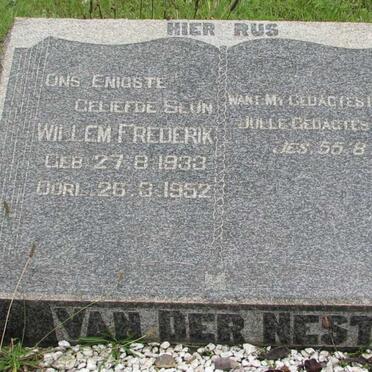 HIER RUS
ONS ENIGSTE
GELIEFDE SEUN
WILLEM FREDERIK
GEB. 27.8.1933
OORL. 26.3.1952
WANT MY GEDAGTES
JULLE GEDAGTES
JES. 55.8
VAN DER NEST